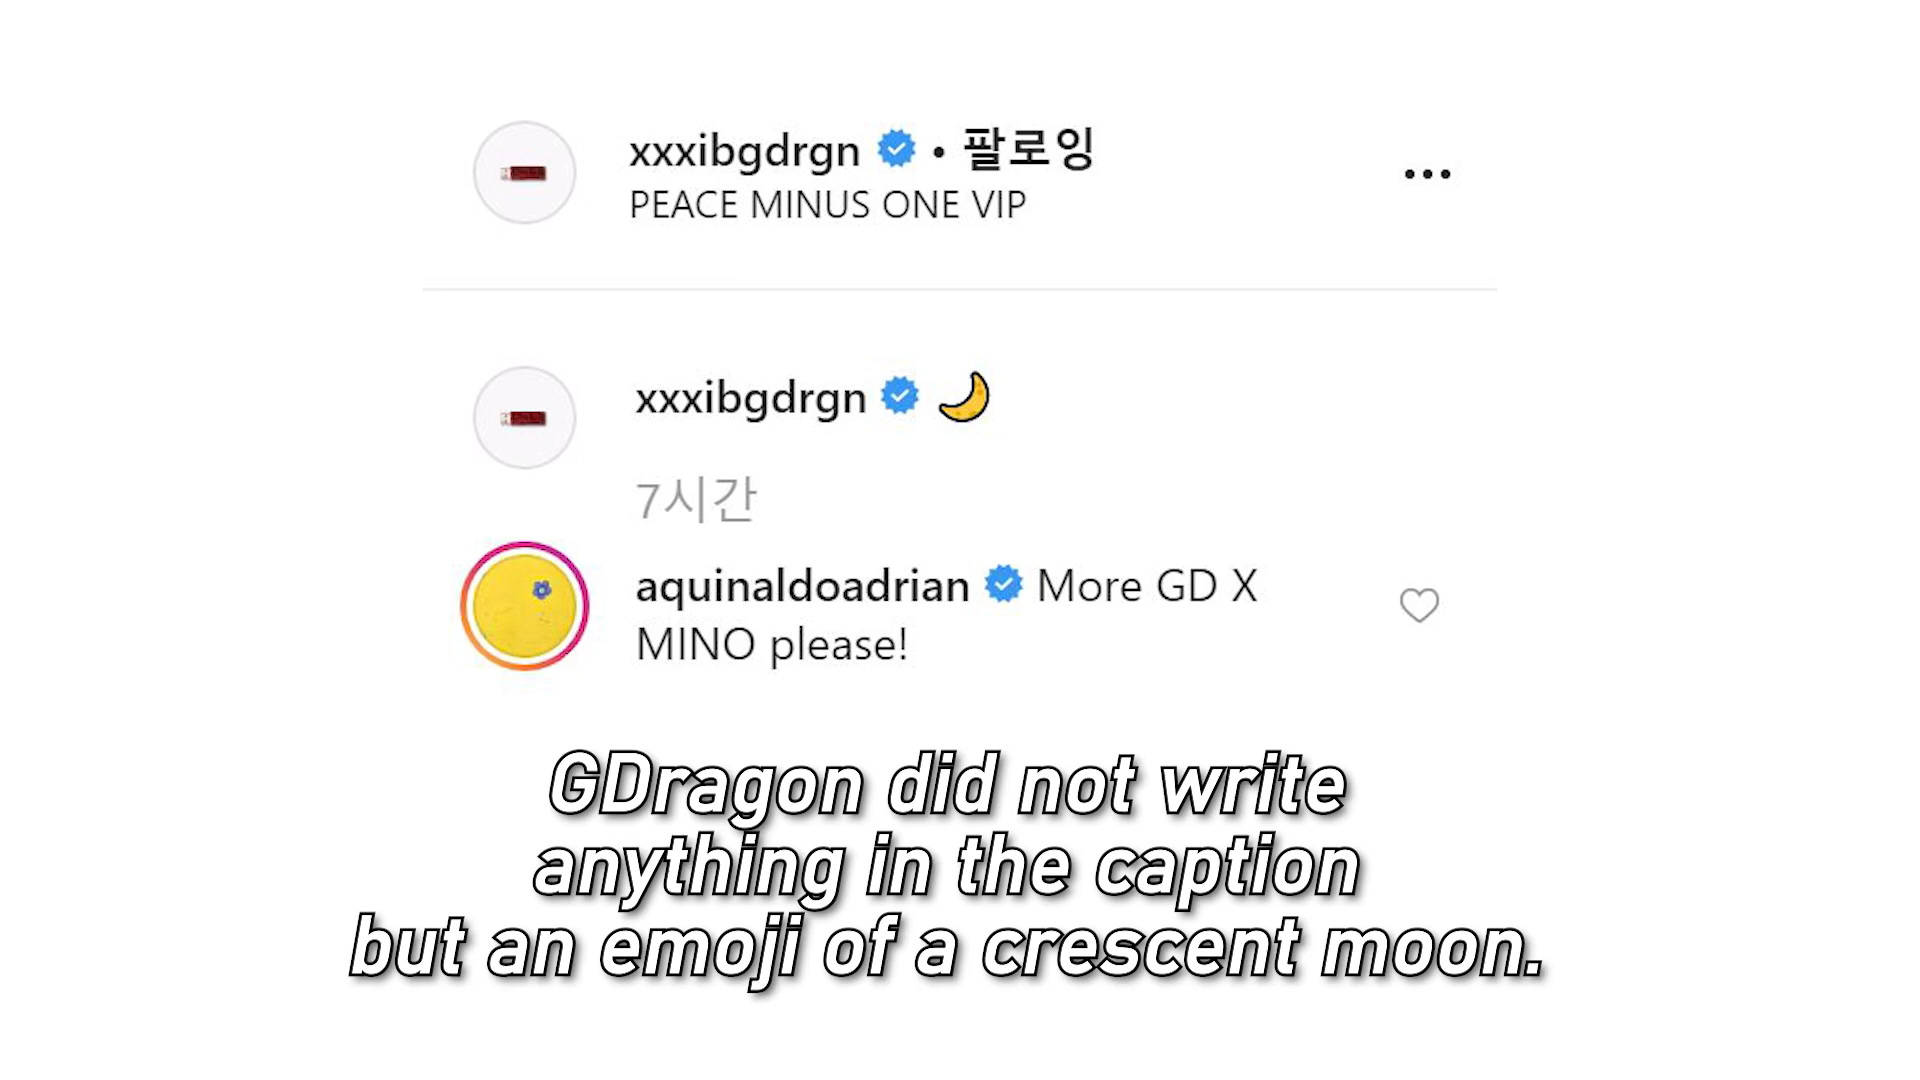 xxxibgdrgn • 팔로잉
PEACE MINUS ONE VIP
xxxibgdrgn 🌙
7시간
aquinaldoadrian More GD X
MINO please!
GDragon did not write
anything in the caption
but an emoji of a crescent moon.